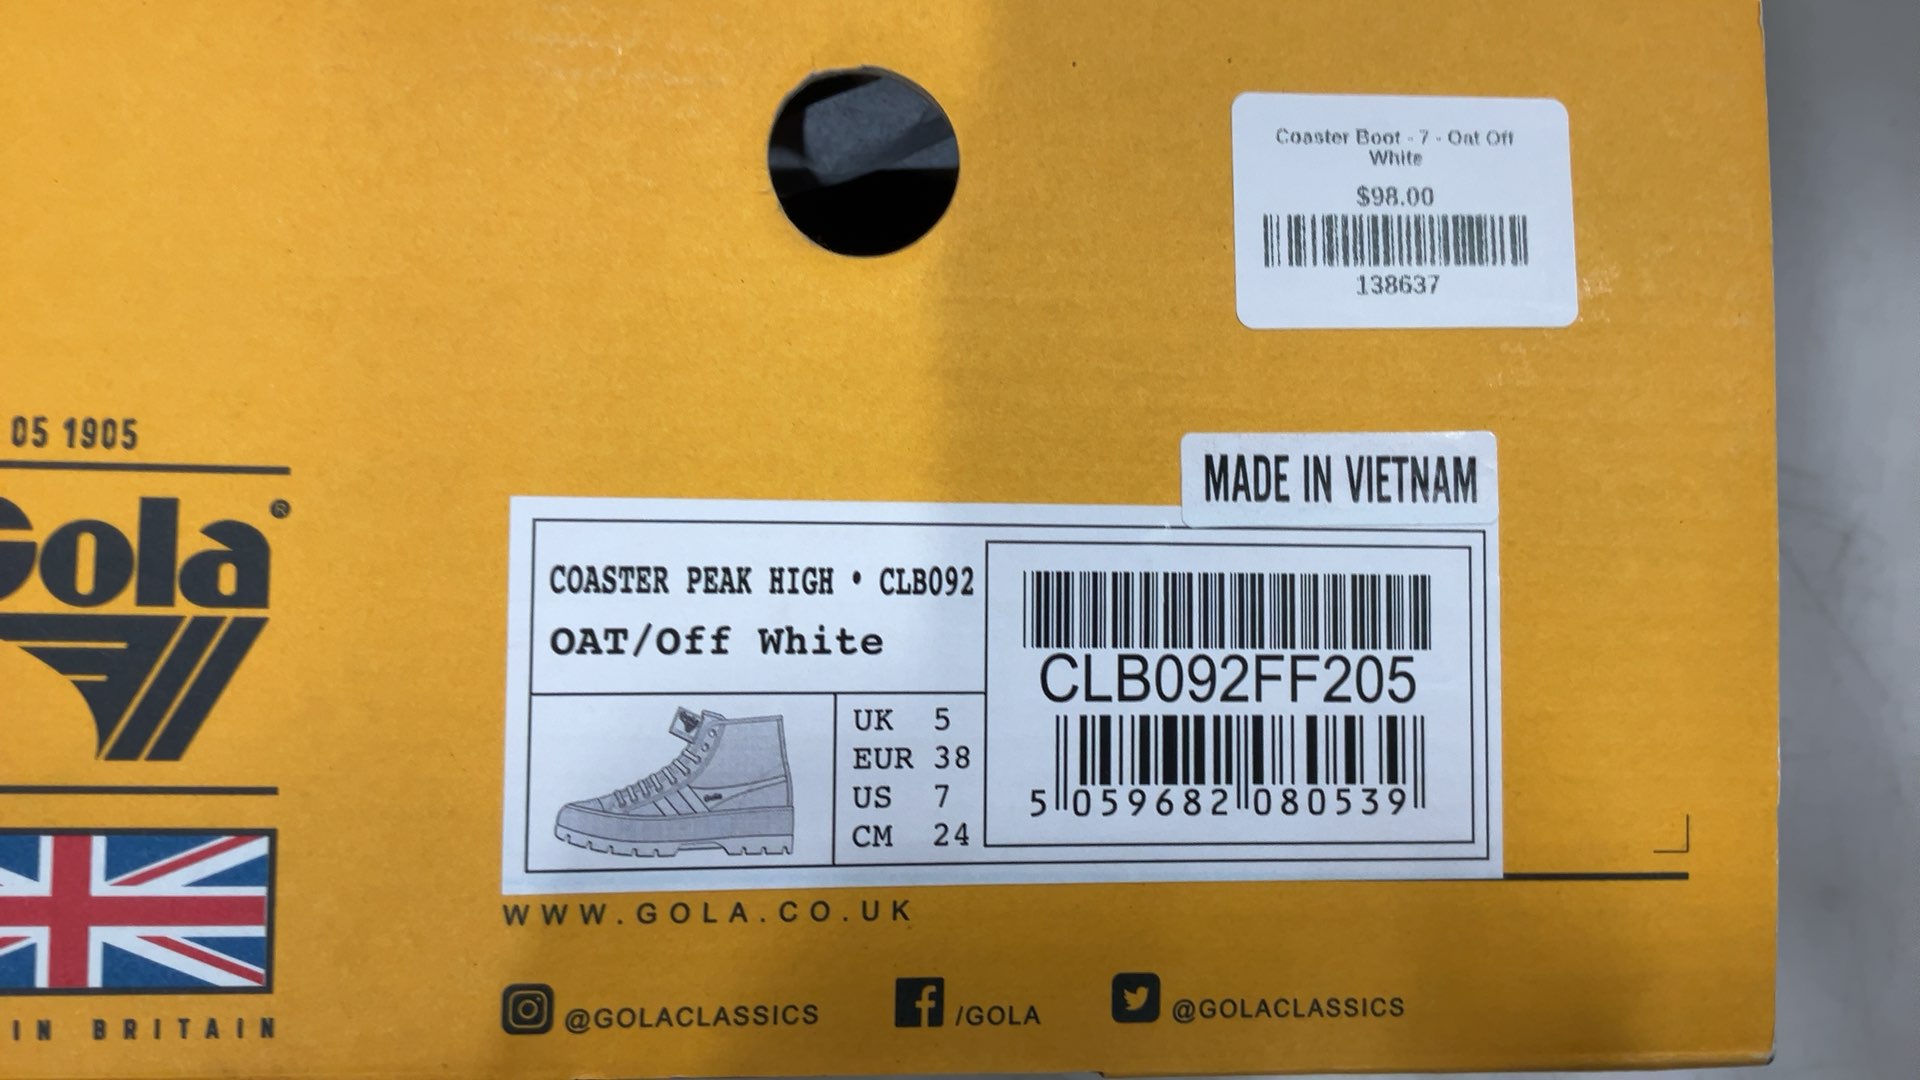 Coaster Boot - 7 - Oat Off
White
$98.00
138637
05 1905
Gola®
IN BRITAIN
MADE IN VIETNAM
COASTER PEAK HIGH • CLB092
OAT/Off White
UK 5
EUR 38
US 7
CM 24
CLB092FF205
5 059682 080539
WWW.GOLA.CO.UK
@GOLACLASSICS
/GOLA
@GOLACLASSICS